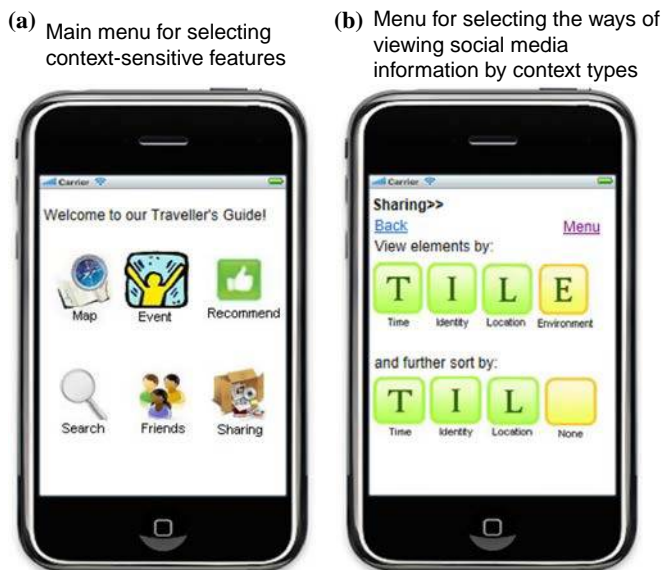 (a) Main menu for selecting
context-sensitive features
Carrier
Welcome to our Traveller's Guide!
Map Event Recommend
Search Friends Sharing
(b) Menu for selecting the ways of
viewing social media
information by context types
Carrier
Sharing>>
Back Menu
View elements by:
T I L E
Time Identity Location Environment
and further sort by:
T I L
Time Identity Location None